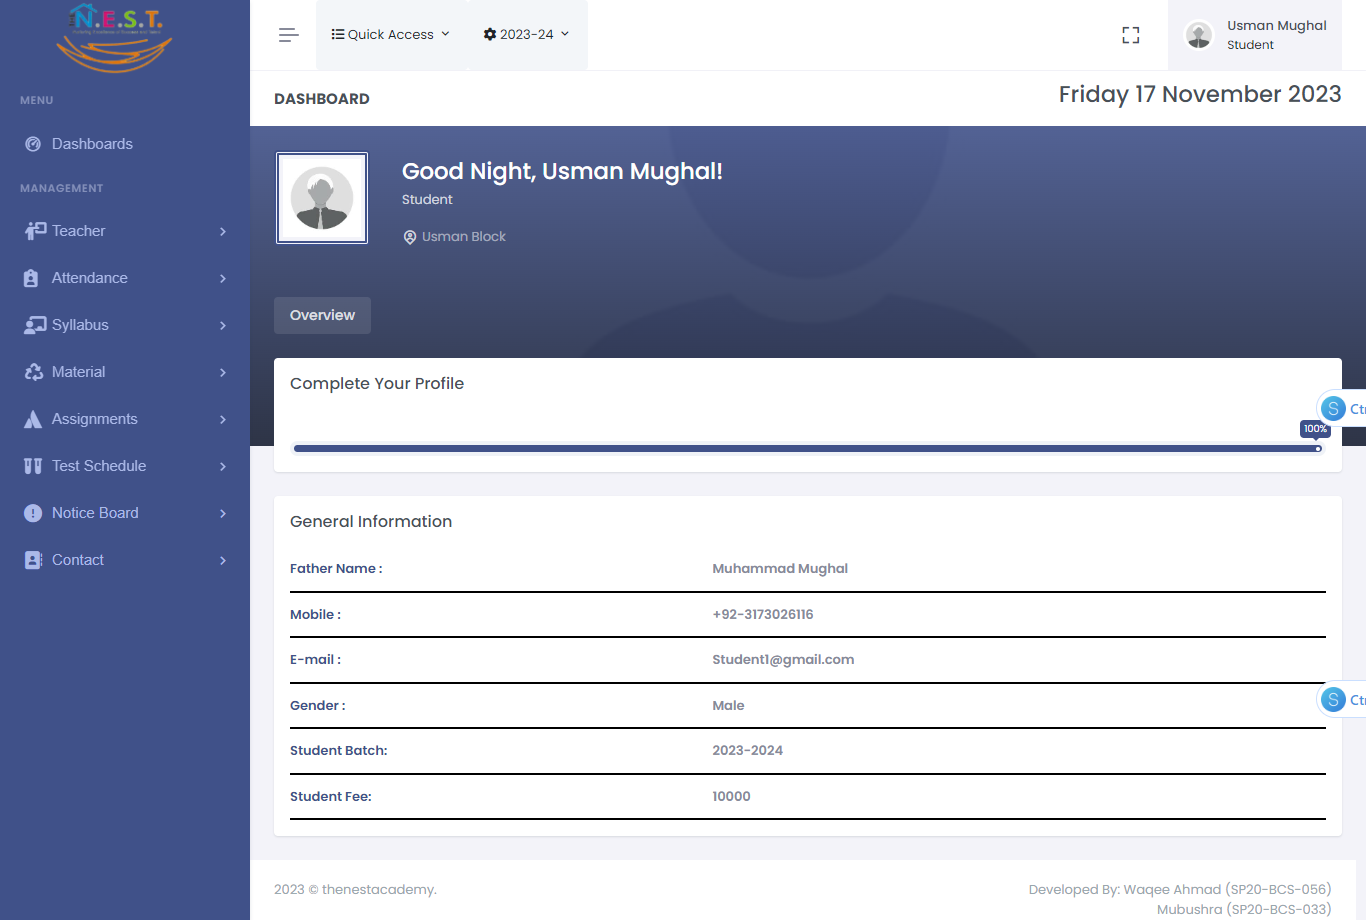 N.E.S.T.
MENU
Dashboards
MANAGEMENT
Teacher
Attendance
Syllabus
Material
Assignments
Test Schedule
Notice Board
Contact
Quick Access
2023-24
Usman Mughal
Student
DASHBOARD
Friday 17 November 2023
Good Night, Usman Mughal!
Student
Usman Block
Overview
Complete Your Profile
S Ctr
100%
General Information
Father Name : Muhammad Mughal
Mobile : +92-3173026116
E-mail : Student1@gmail.com
S Ctr
Gender : Male
Student Batch: 2023-2024
Student Fee: 10000
2023 © thenestacademy.
Developed By: Waqee Ahmad (SP20-BCS-056)
Mubushra (SP20-BCS-033)